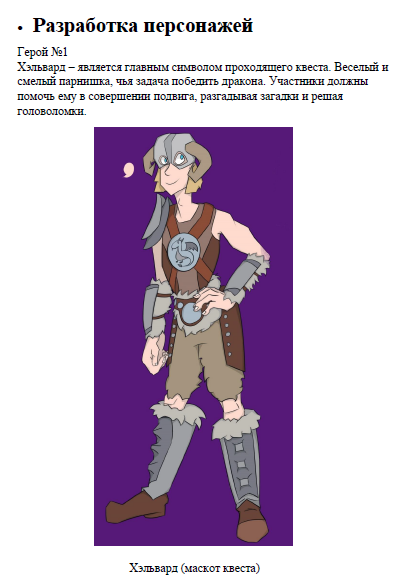 • Разработка персонажей
Герой №1
Хэльвард – является главным символом проходящего квеста. Веселый и
смелый парнишка, чья задача победить дракона. Участники должны
помочь ему в совершении подвига, разгадывая загадки и решая
головоломки.
Хэльвард (маскот квеста)